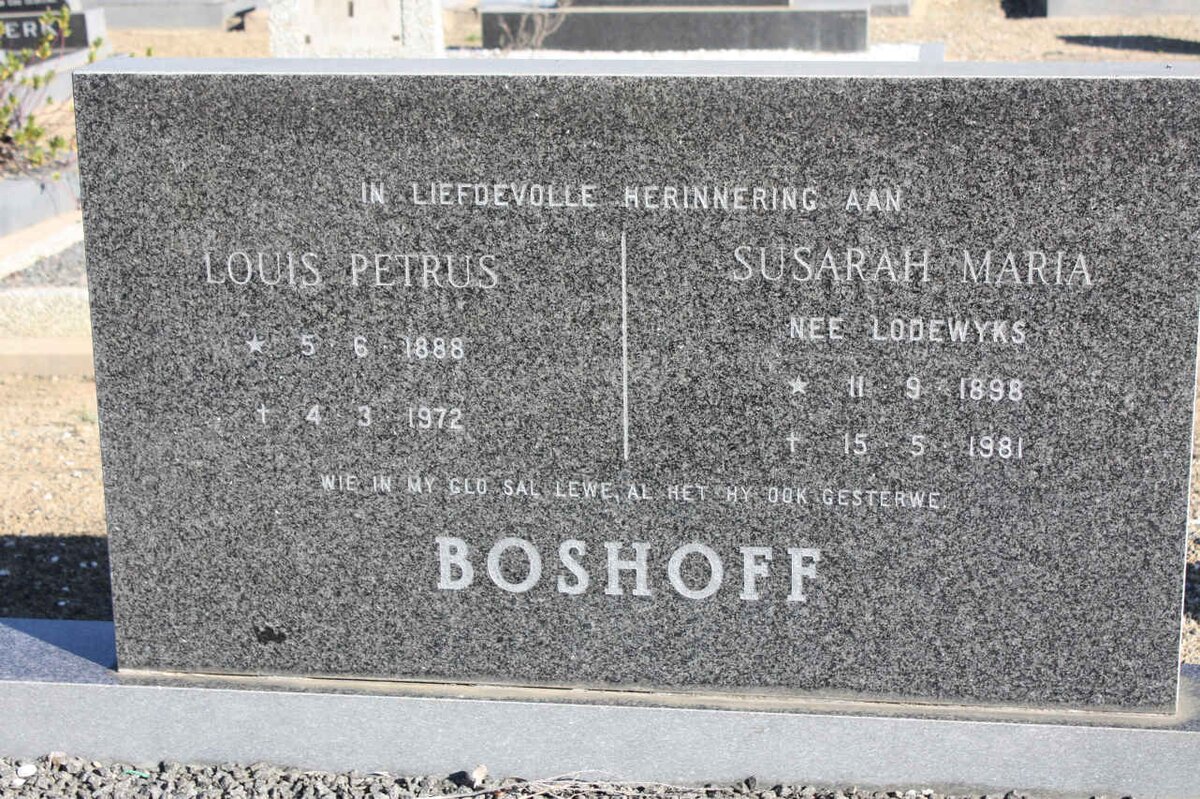 ERK
IN LIEFDEVOLLE HERINNERING AAN
LOUIS PETRUS
★ 5 6 1888
† 4 3 1972
SUSARAH MARIA
NEE LODEWYKS
★ 11 9 1898
† 15 5 1981
WIE IN MY GLO SAL LEWE, AL HET HY OOK GESTERWE.
BOSHOFF